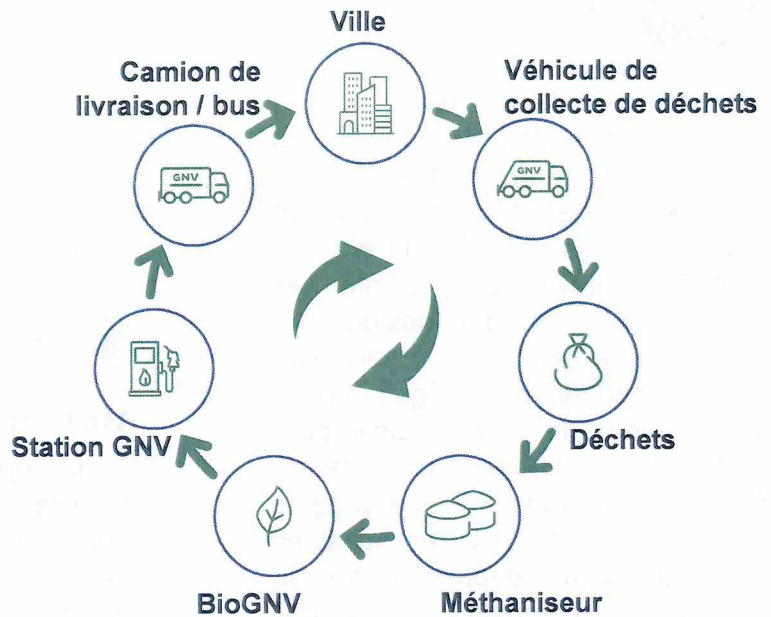 Ville
Véhicule de
collecte de déchets
GNV
Déchets
Méthaniseur
BioGNV
Station GNV
Camion de
livraison / bus
GNV